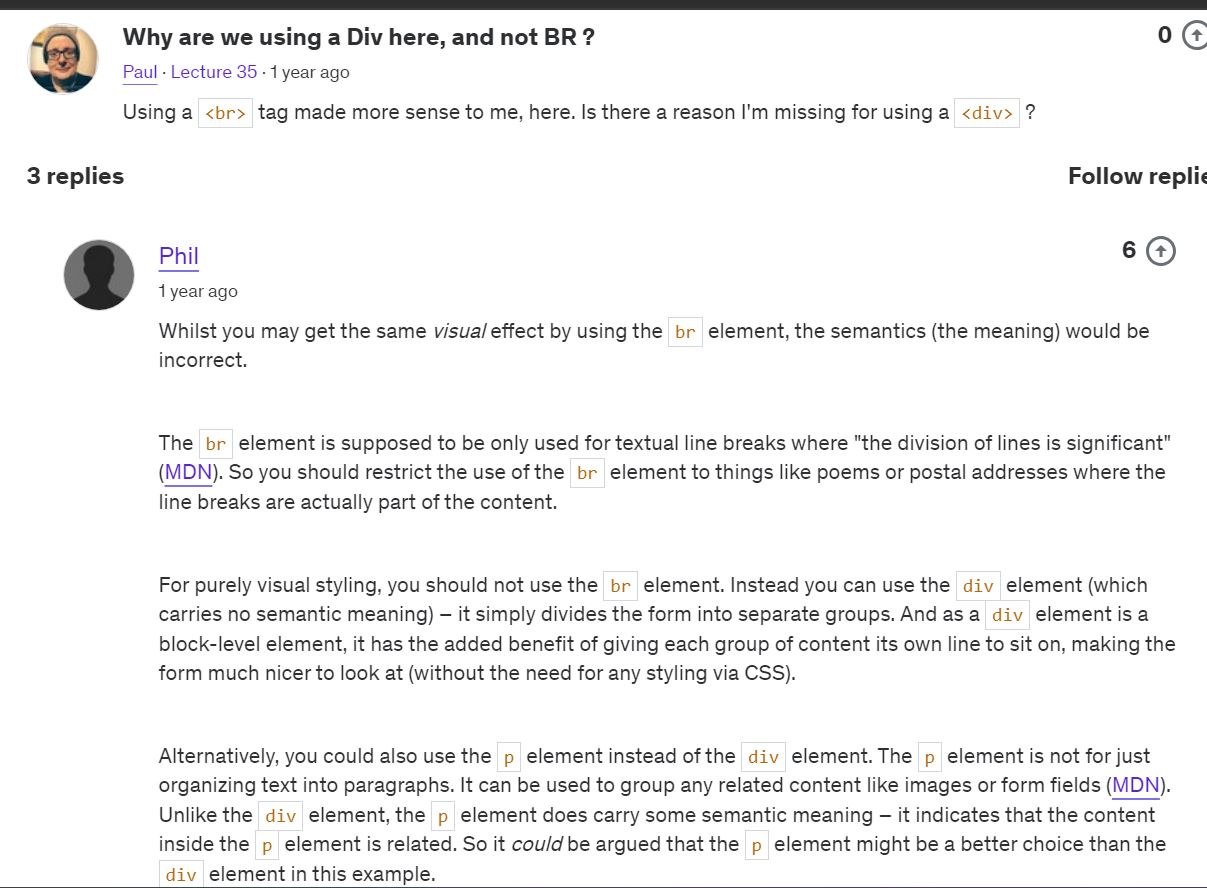 Why are we using a Div here, and not BR ?
0
Paul · Lecture 35 · 1 year ago
Using a <br> tag made more sense to me, here. Is there a reason I'm missing for using a <div> ?
3 replies
Follow replie
Phil
6
1 year ago
Whilst you may get the same visual effect by using the br element, the semantics (the meaning) would be
incorrect.
The br element is supposed to be only used for textual line breaks where "the division of lines is significant"
(MDN). So you should restrict the use of the br element to things like poems or postal addresses where the
line breaks are actually part of the content.
For purely visual styling, you should not use the br element. Instead you can use the div element (which
carries no semantic meaning) – it simply divides the form into separate groups. And as a div element is a
block-level element, it has the added benefit of giving each group of content its own line to sit on, making the
form much nicer to look at (without the need for any styling via CSS).
Alternatively, you could also use the p element instead of the div element. The p element is not for just
organizing text into paragraphs. It can be used to group any related content like images or form fields (MDN).
Unlike the div element, the p element does carry some semantic meaning – it indicates that the content
inside the p element is related. So it could be argued that the p element might be a better choice than the
div element in this example.